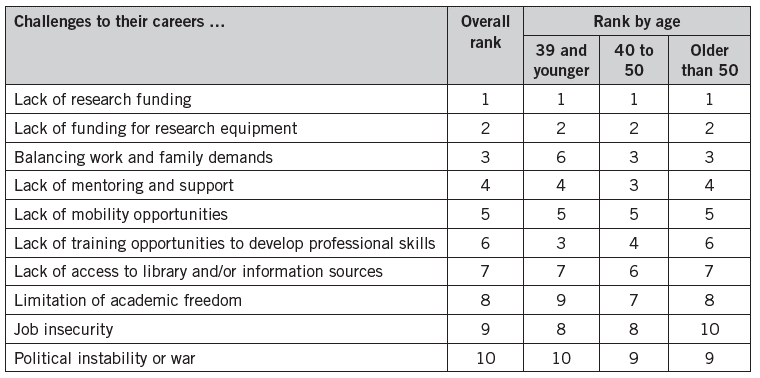 Challenges to their careers ... Overall rank Rank by age
39 and younger 40 to 50 Older than 50
Lack of research funding 1 1 1 1
Lack of funding for research equipment 2 2 2 2
Balancing work and family demands 3 6 3 3
Lack of mentoring and support 4 4 3 4
Lack of mobility opportunities 5 5 5 5
Lack of training opportunities to develop professional skills 6 3 4 6
Lack of access to library and/or information sources 7 7 6 7
Limitation of academic freedom 8 9 7 8
Job insecurity 9 8 8 10
Political instability or war 10 10 9 9